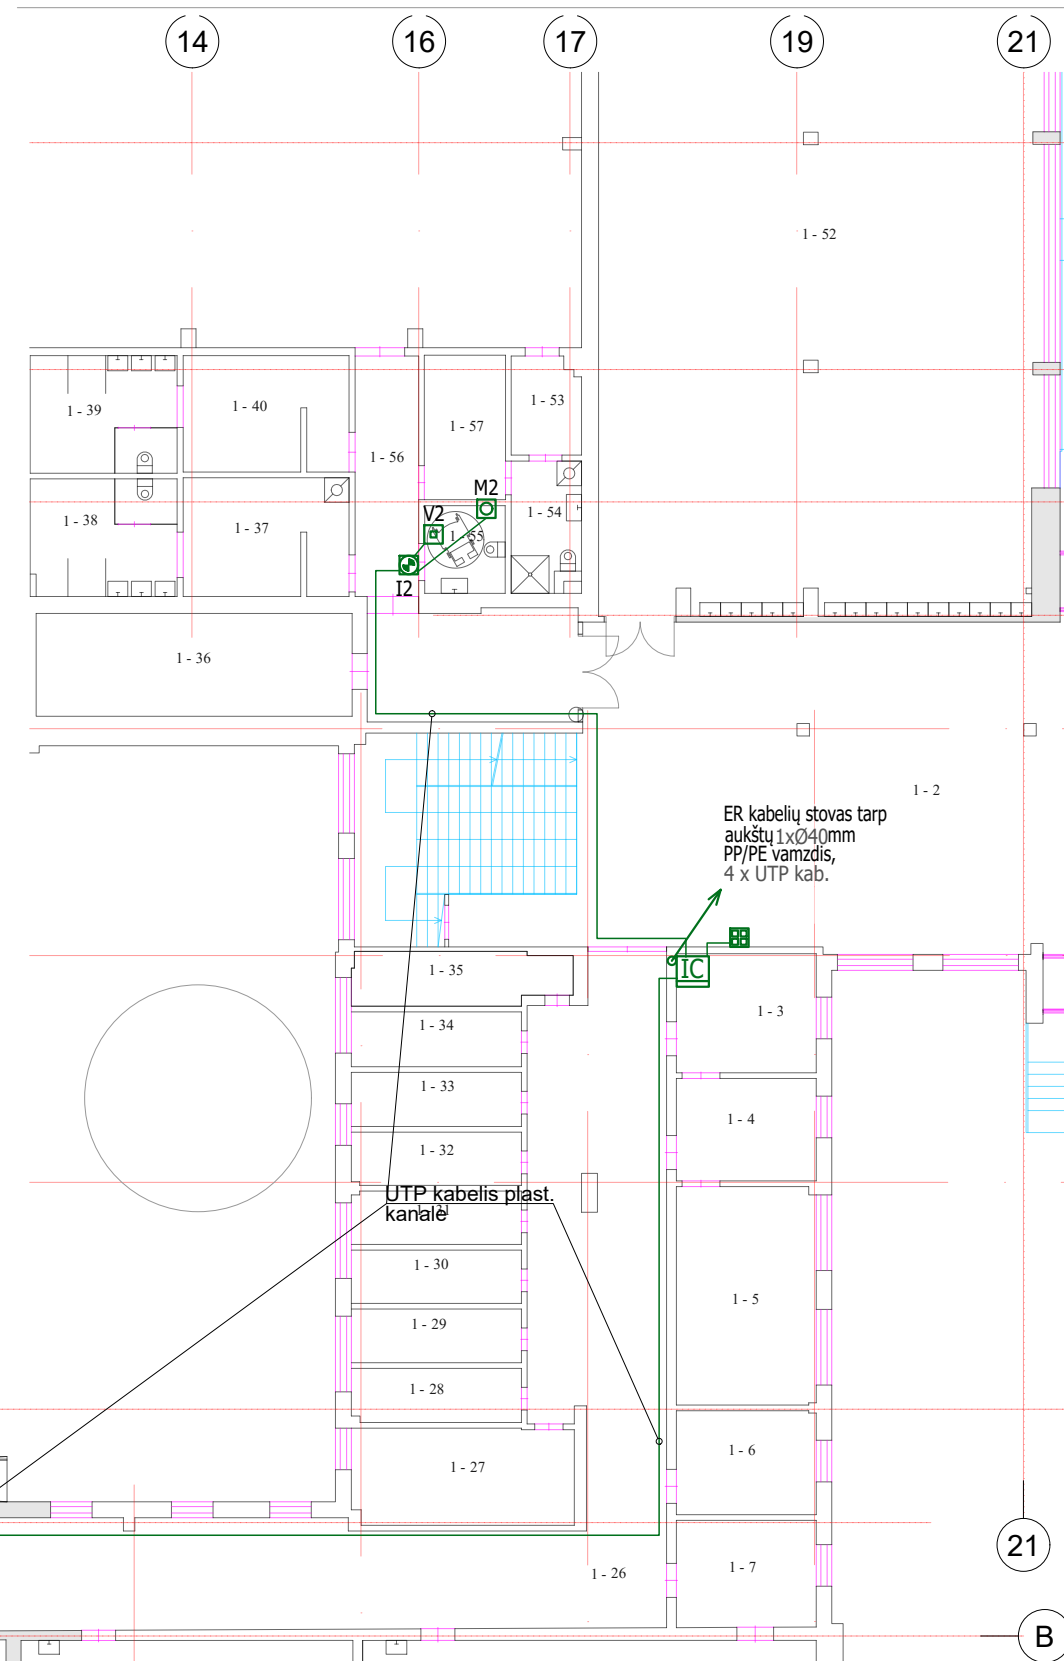 14
16
17
19
21
1 - 52
1 - 39
1 - 40
1 - 53
1 - 57
1 - 56
M2
V2
1 - 54
1 - 38
1 - 37
1 - 55
I2
1 - 36
1 - 2
ER kabelių stovas tarp
aukštų 1xØ40mm
PP/PE vamzdis,
4 x UTP kab.
1 - 35
IC
1 - 3
1 - 34
1 - 33
1 - 4
1 - 32
UTP kabelis plast.
kanale
1 - 31
1 - 30
1 - 5
1 - 29
1 - 28
1 - 6
1 - 27
21
1 - 7
1 - 26
B